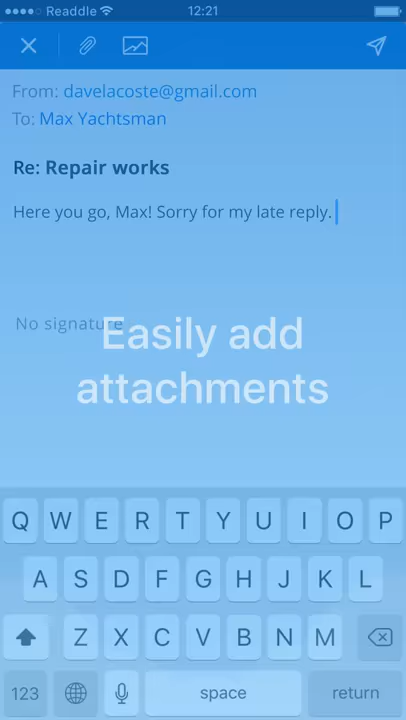 Readdle 12:21
From: davelacoste@gmail.com
To: Max Yachtsman
Re: Repair works
Here you go, Max! Sorry for my late reply.
No signature
Easily add
attachments
Q W E R T Y U I O P
A S D F G H J K L
Z X C V B N M
123 space return